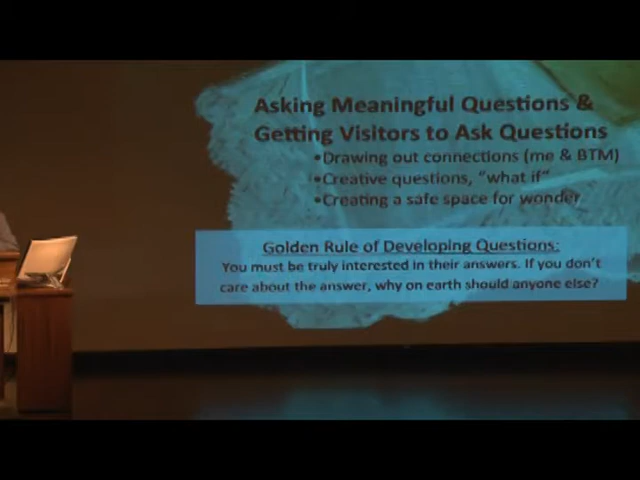 Asking Meaningful Questions &
Getting Visitors to Ask Questions
•Drawing out connections (me & BTM)
•Creative questions, "what if"
•Creating a safe space for wonder
Golden Rule of Developing Questions:
You must be truly interested in their answers. If you don't
care about the answer, why on earth should anyone else?